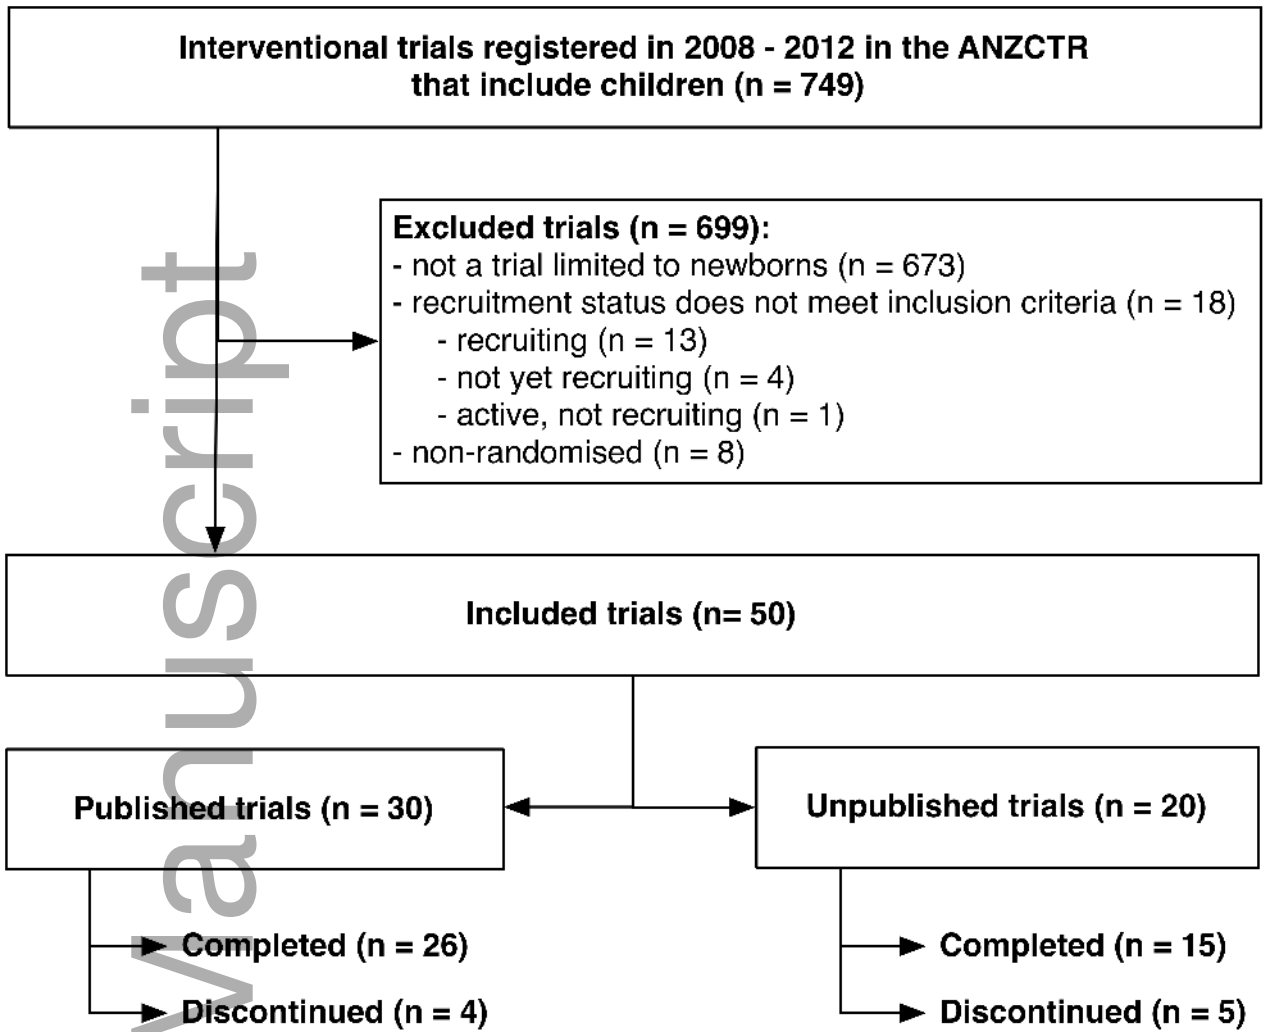 Interventional trials registered in 2008 - 2012 in the ANZCTR
that include children (n = 749)
Excluded trials (n = 699):
- not a trial limited to newborns (n = 673)
- recruitment status does not meet inclusion criteria (n = 18)
- recruiting (n = 13)
- not yet recruiting (n = 4)
- active, not recruiting (n = 1)
- non-randomised (n = 8)
Included trials (n= 50)
Published trials (n = 30)
Unpublished trials (n = 20)
Completed (n = 26)
Completed (n = 15)
Discontinued (n = 4)
Discontinued (n = 5)
Manuscript